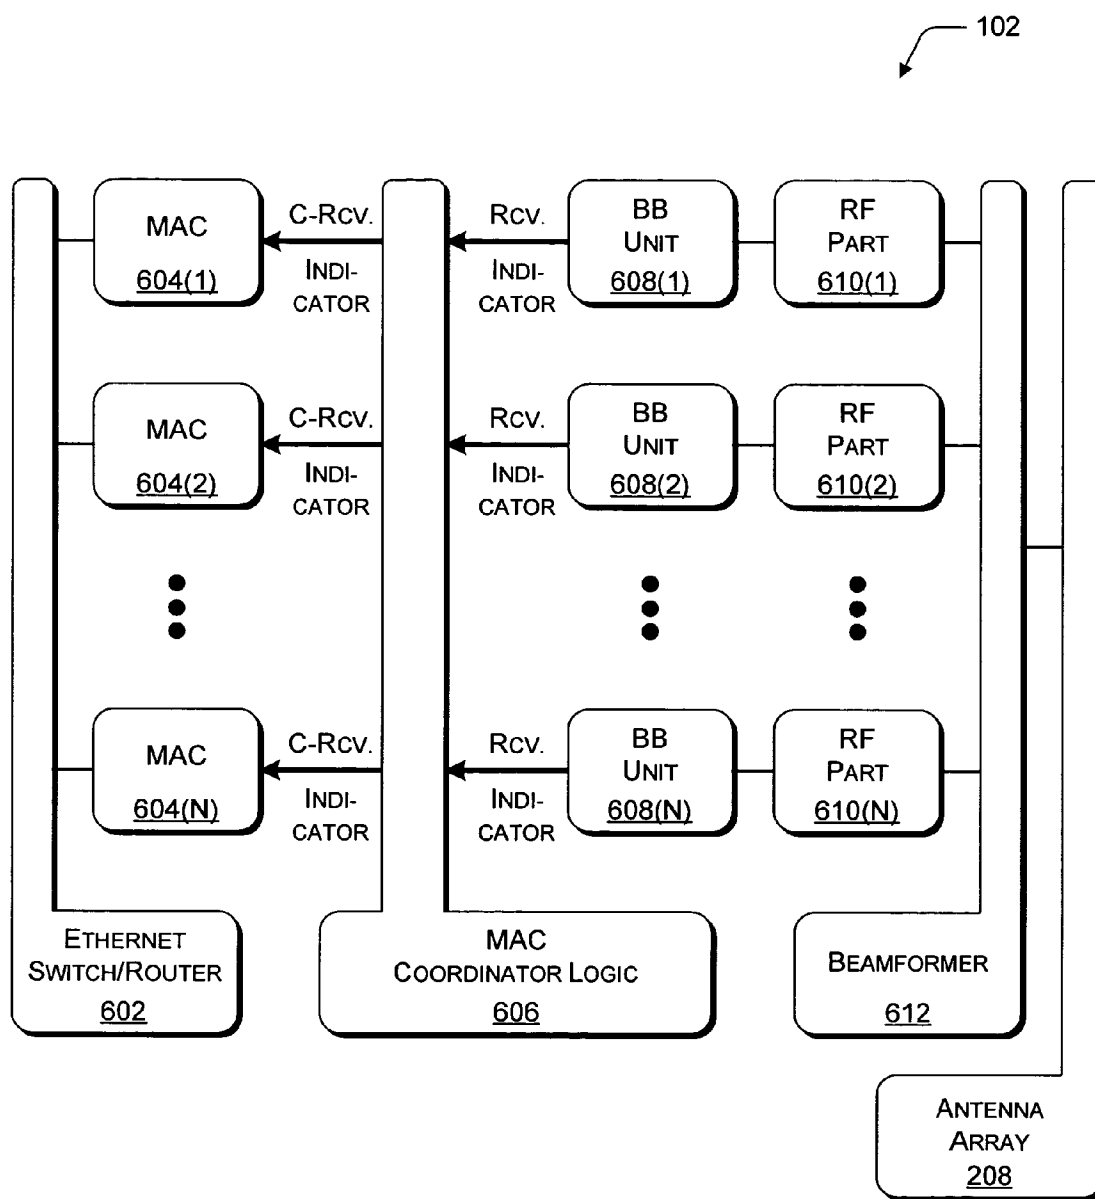 102
MAC
604(1)
C-RCV.
INDI-
CATOR
RCV.
INDI-
CATOR
BB
UNIT
608(1)
RF
PART
610(1)
MAC
604(2)
C-RCV.
INDI-
CATOR
RCV.
INDI-
CATOR
BB
UNIT
608(2)
RF
PART
610(2)
MAC
604(N)
C-RCV.
INDI-
CATOR
RCV.
INDI-
CATOR
BB
UNIT
608(N)
RF
PART
610(N)
ETHERNET
SWITCH/ROUTER
602
MAC
COORDINATOR LOGIC
606
BEAMFORMER
612
ANTENNA
ARRAY
208